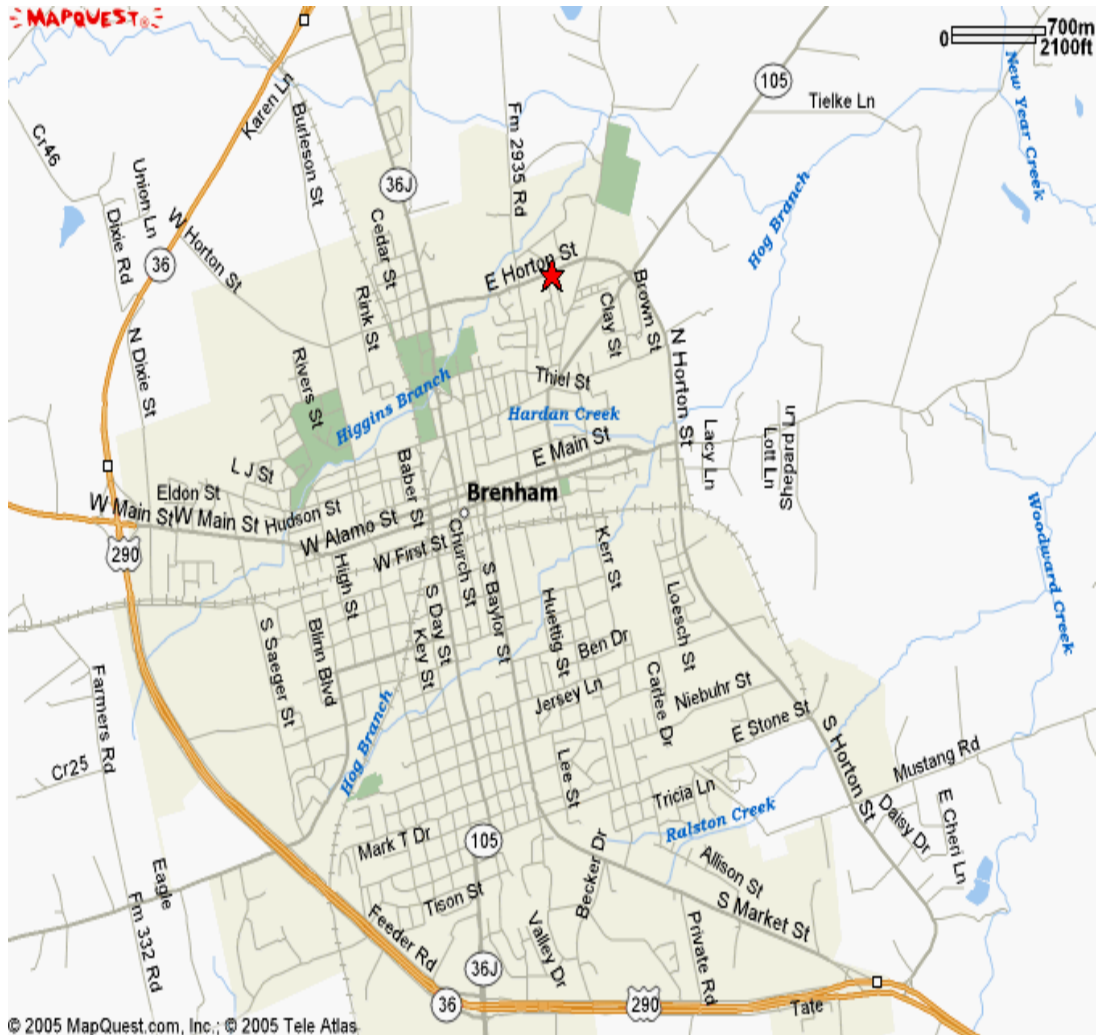 MAPQUEST®
700m
0
2100ft
105
Tielke Ln
New Year Creek
Karen Ln
Burleson St
Fm 2935 Rd
Cr46
Union Ln
Dixie Rd
W Horton St
36J
Cedar St
Hog Branch
36
E Horton St
Rink St
Clay St
Brown St
N Dixie St
Rivers St
N Horton St
Thiel St
Higgins Branch
Hardan Creek
Lacy Ln
Lott Ln
Shepard Ln
E Main St
L J St
Baber St
Eldon St
Brenham
W Main St
W Main St
Hudson St
W Alamo St
Church St
Woodward Creek
290
W First St
Kerr St
High St
S Baylor St
S Day St
Loesch St
Huettig St
Key St
Ben Dr
S Saeger St
Blinn Blvd
Carlee Dr
Jersey Ln
Niebuhr St
Farmers Rd
E Stone St
Hog Branch
S Horton St
Mustang Rd
Cr25
Lee St
Tricia Ln
Daisy Dr
E Cheri Ln
Ralston Creek
Mark T Dr
105
Becker Dr
Allison St
Eagle
Tison St
S Market St
Fm 332 Rd
Feeder Rd
Valley Dr
Private Rd
36J
36
290
Tate
© 2005 MapQuest.com, Inc.; © 2005 Tele Atlas